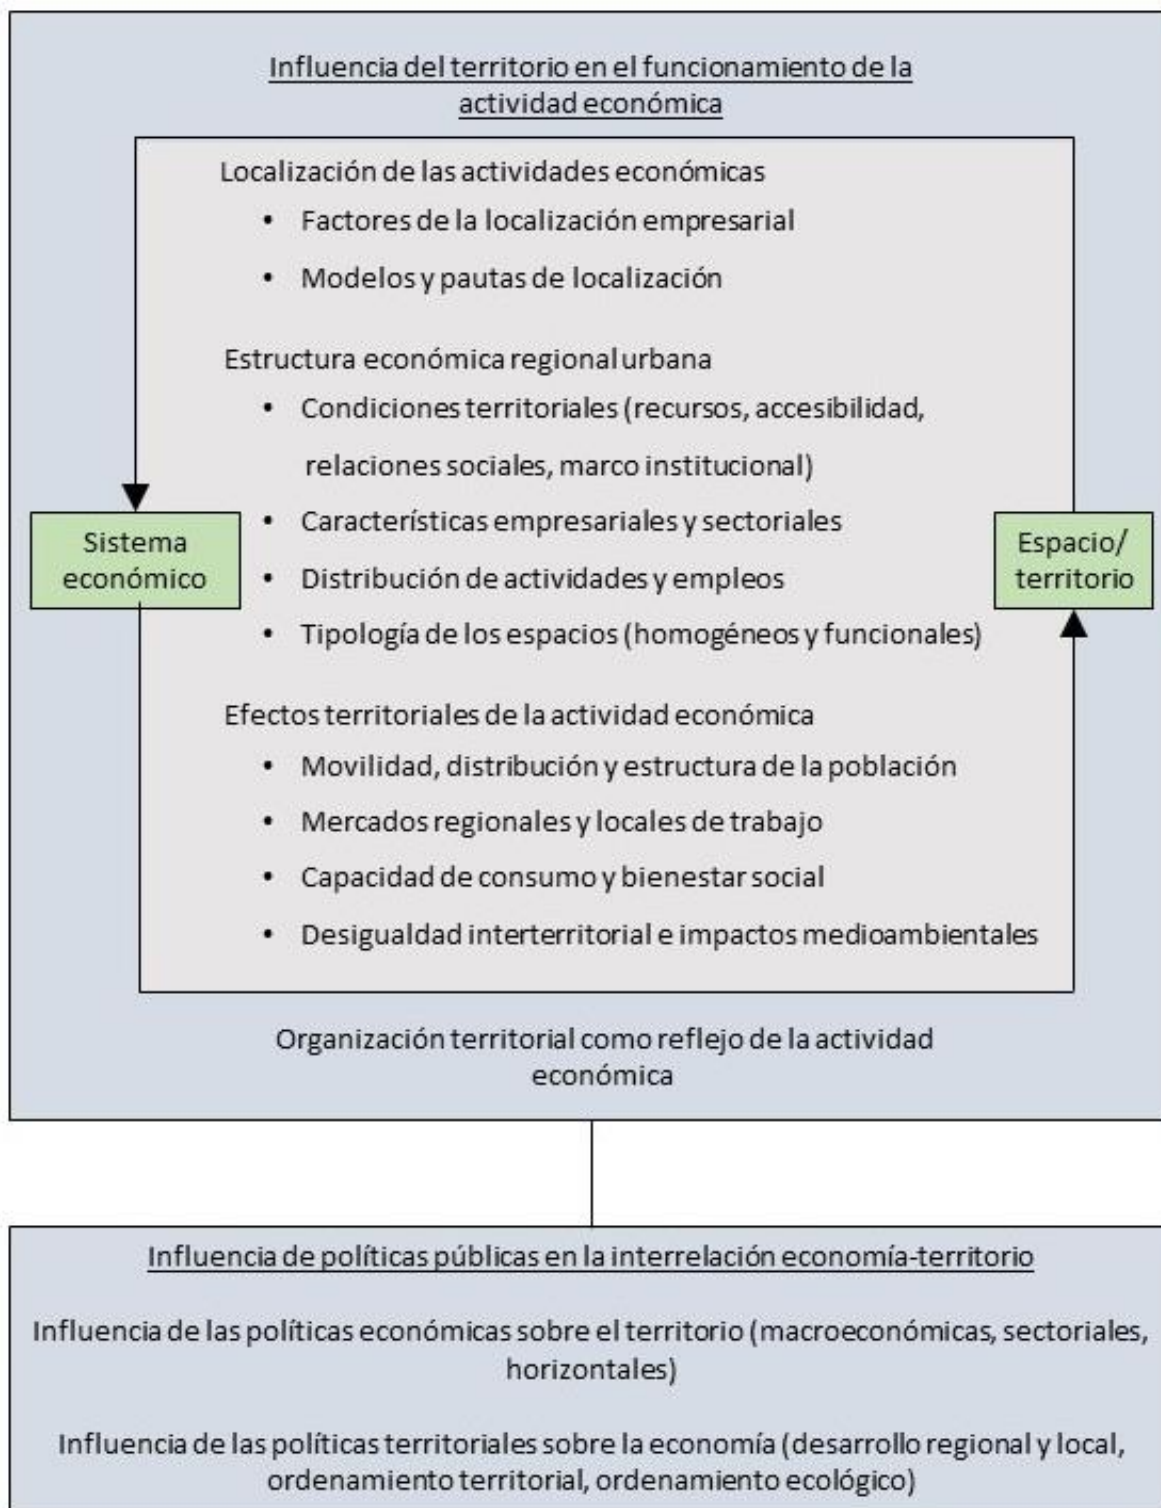 Influencia del territorio en el funcionamiento de la
actividad económica
Localización de las actividades económicas
• Factores de la localización empresarial
• Modelos y pautas de localización
Estructura económica regional urbana
• Condiciones territoriales (recursos, accesibilidad,
relaciones sociales, marco institucional)
• Características empresariales y sectoriales
• Distribución de actividades y empleos
• Tipología de los espacios (homogéneos y funcionales)
Sistema
económico
Espacio/
territorio
Efectos territoriales de la actividad económica
• Movilidad, distribución y estructura de la población
• Mercados regionales y locales de trabajo
• Capacidad de consumo y bienestar social
• Desigualdad interterritorial e impactos medioambientales
Organización territorial como reflejo de la actividad
económica
Influencia de políticas públicas en la interrelación economía-territorio
Influencia de las políticas económicas sobre el territorio (macroeconómicas, sectoriales,
horizontales)
Influencia de las políticas territoriales sobre la economía (desarrollo regional y local,
ordenamiento territorial, ordenamiento ecológico)